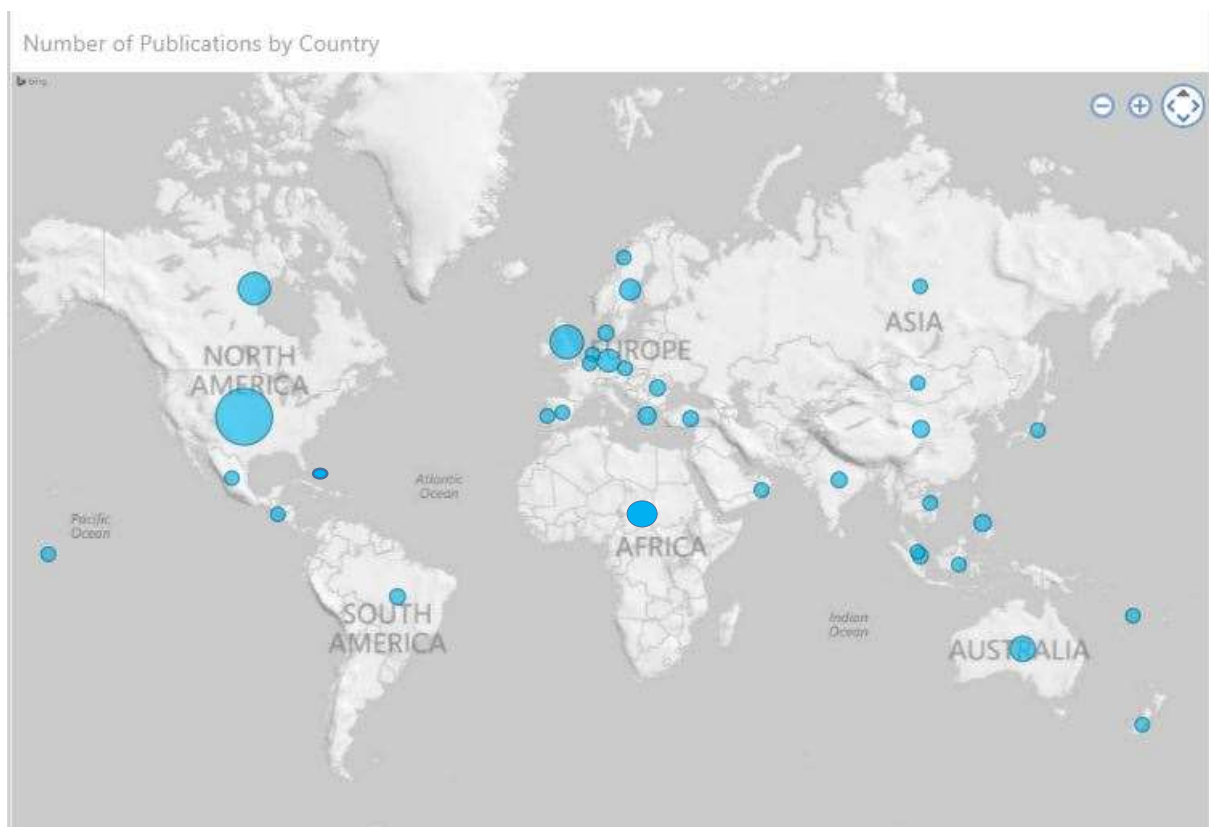 Number of Publications by Country
bing
ASIA
NORTH
AMERICA
EUROPE
Atlantic
Ocean
Pacific
Ocean
AFRICA
SOUTH
AMERICA
Indian
Ocean
AUSTRALIA